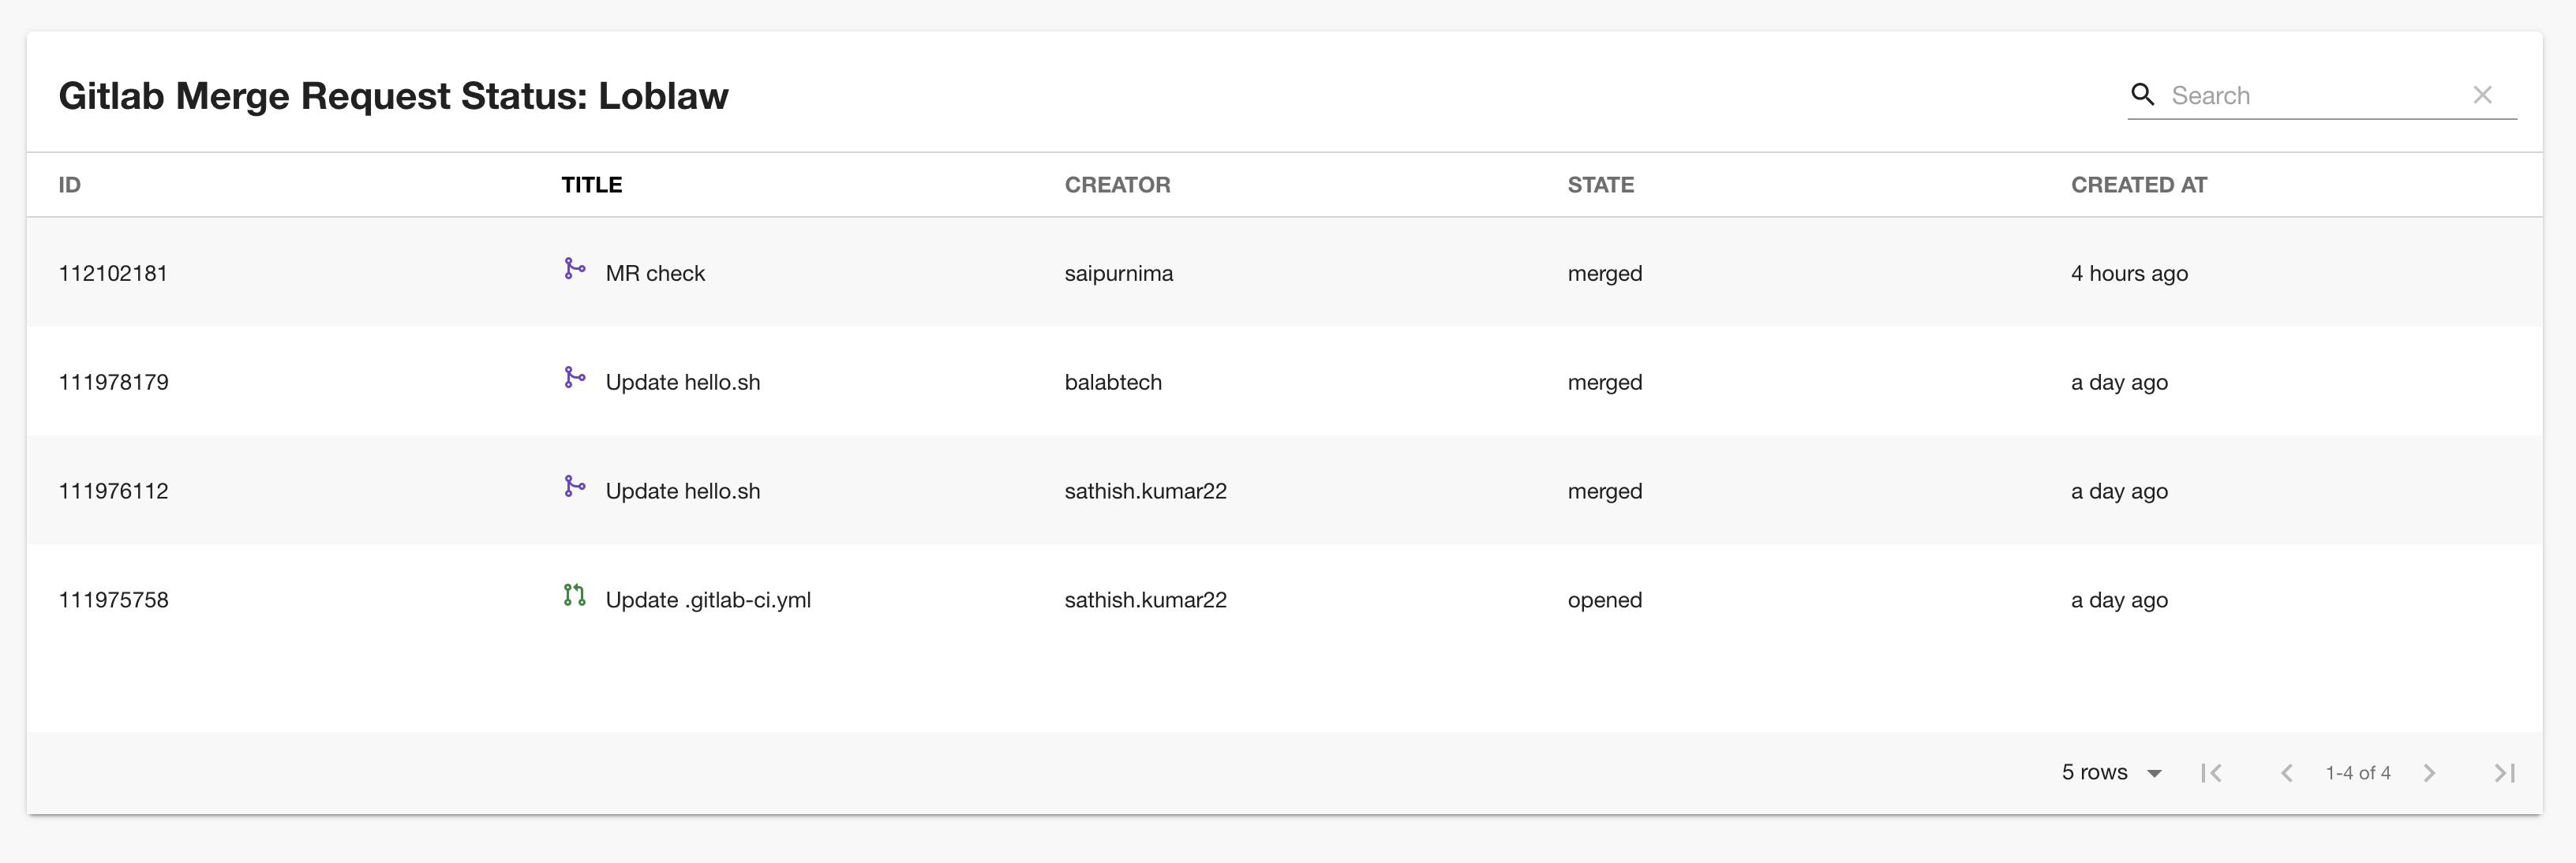 Gitlab Merge Request Status: Loblaw
Search
ID TITLE CREATOR STATE CREATED AT
112102181 MR check saipurnima merged 4 hours ago
111978179 Update hello.sh balabtech merged a day ago
111976112 Update hello.sh sathish.kumar22 merged a day ago
111975758 Update .gitlab-ci.yml sathish.kumar22 opened a day ago
5 rows 1-4 of 4